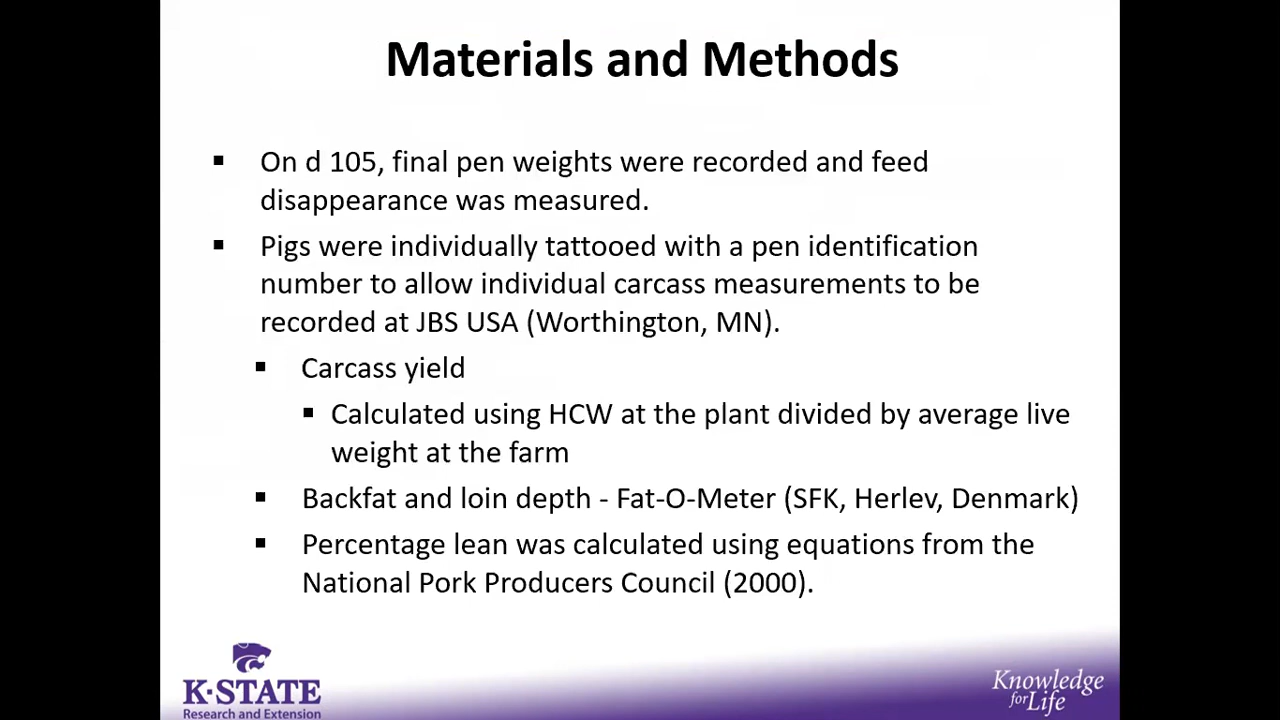 Materials and Methods
▪ On d 105, final pen weights were recorded and feed
disappearance was measured.
▪ Pigs were individually tattooed with a pen identification
number to allow individual carcass measurements to be
recorded at JBS USA (Worthington, MN).
▪ Carcass yield
▪ Calculated using HCW at the plant divided by average live
weight at the farm
▪ Backfat and loin depth - Fat-O-Meter (SFK, Herlev, Denmark)
▪ Percentage lean was calculated using equations from the
National Pork Producers Council (2000).
K-STATE
Research and Extension
Knowledge
for Life